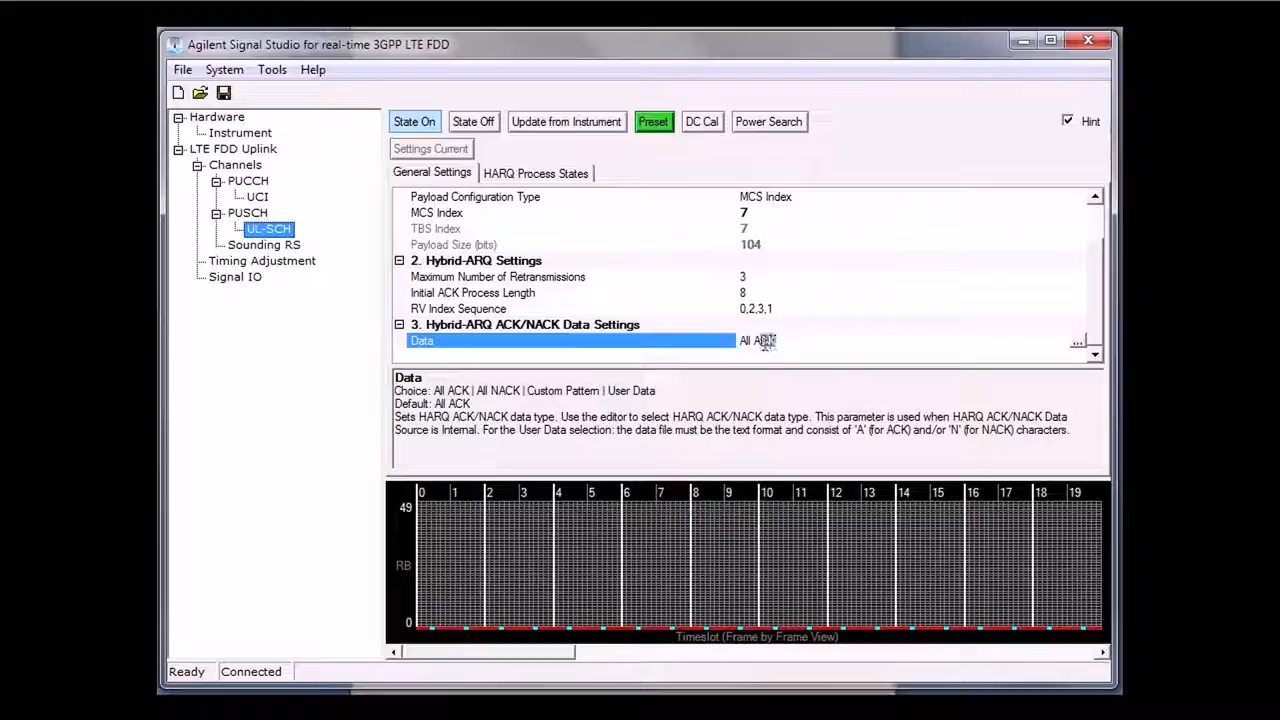 Agilent Signal Studio for real-time 3GPP LTE FDD
File System Tools Help
Hardware
Instrument
LTE FDD Uplink
Channels
PUCCH
UCI
PUSCH
UL-SCH
Sounding RS
Timing Adjustment
Signal IO
State On State Off Update from Instrument Preset DC Cal Power Search Hint
Settings Current
General Settings HARQ Process States
Payload Configuration Type MCS Index
MCS Index 7
TBS Index 7
Payload Size (bits) 104
2. Hybrid-ARQ Settings
Maximum Number of Retransmissions 3
Initial ACK Process Length 8
RV Index Sequence 0,2,3,1
3. Hybrid-ARQ ACK/NACK Data Settings
Data All ACK ...
Data
Choice: All ACK | All NACK | Custom Pattern | User Data
Default: All ACK
Sets HARQ ACK/NACK data type. Use the editor to select HARQ ACK/NACK data type. This parameter is used when HARQ ACK/NACK Data
Source is Internal. For the User Data selection: the data file must be the text format and consist of 'A' (for ACK) and/or 'N' (for NACK) characters.
0 1 2 3 4 5 6 7 8 9 10 11 12 13 14 15 16 17 18 19
49
RB
0
Timeslot (Frame by Frame View)
Ready Connected